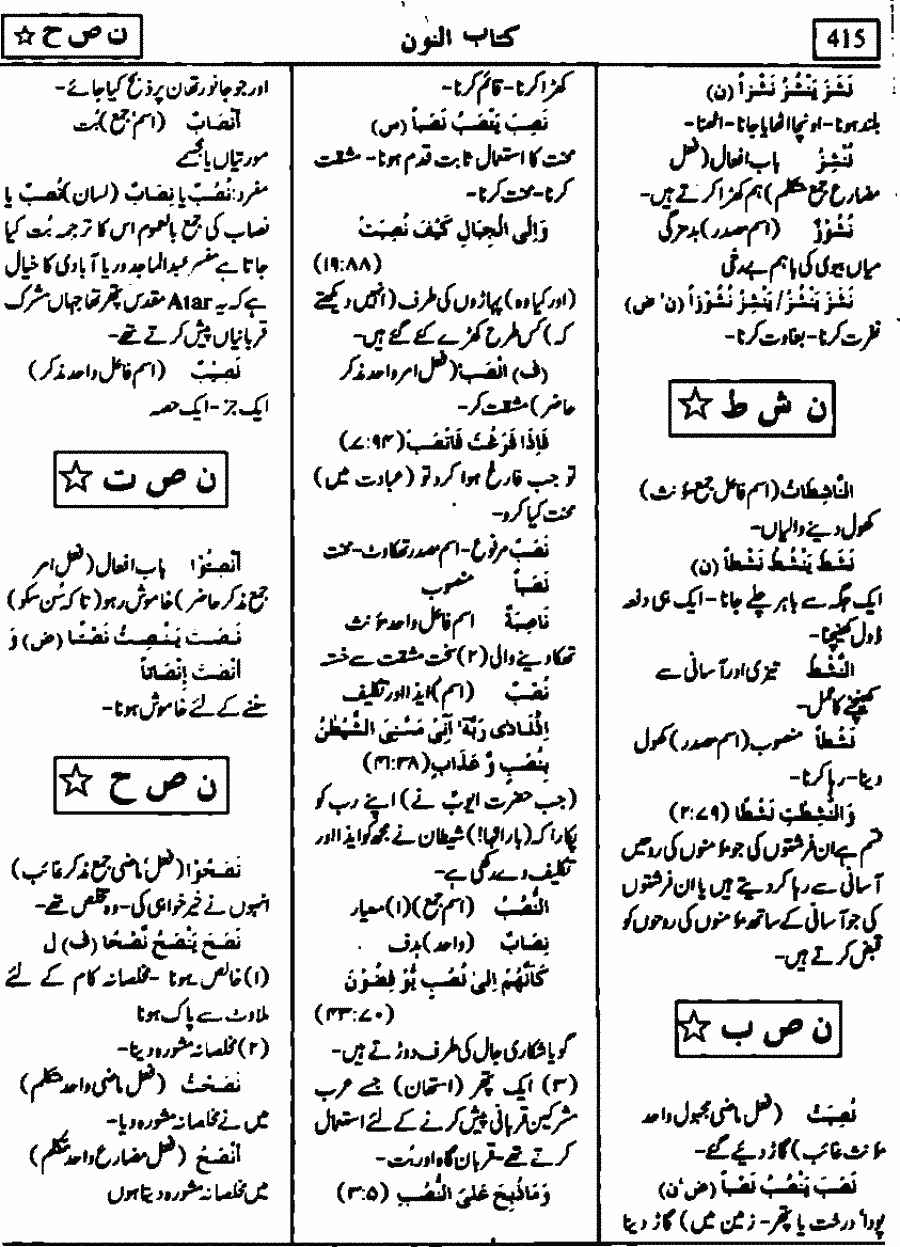 415
کتاب النون
ن ص ح ☆
نَشَزَ یَنْشُزُ نَشْزاً (ن)
بلند ہونا-اونچا اٹھایا جانا-اٹھنا-
نُنْشِزُ باب افعال (فعل
مضارع جمع متکلم) ہم کھڑا کرتے ہیں-
نُشُوْزٌ (اسم مصدر) بدمزگی
میاں بیوی کی باہم بے رخی
نَشَزَ یَنْشُزُ/ یَنْشِزُ نُشُوْزاً (ن٬ ض)
نفرت کرنا-بغاوت کرنا-
ن ش ط ☆
النَّاشِطَاتُ (اسم فاعل جمع مؤنث)
کھول دینے والیاں-
نَشَطَ یَنْشُطُ نَشْطاً (ن)
ایک جگہ سے باہر چلے جانا-ایک ہی دفعہ
ڈول کھینچنا-
النَّشْطُ تیزی اور آسانی سے
کھینچنے کا عمل-
نَشْطاً منصوب (اسم مصدر) کھول
دینا-رہا کرنا-
وَالنّٰشِطٰتِ نَشْطًا (۲:۷۹)
قسم ہے ان فرشتوں کی جو مؤمنوں کی روحیں
آسانی سے رہا کر دیتے ہیں یا ان فرشتوں
کی جو آسانی کے ساتھ مؤمنوں کی روحوں کو
قبض کرتے ہیں-
ن ص ب ☆
نُصِبَتْ (فعل ماضی مجہول واحد
مؤنث غائب) گاڑ دیئے گئے-
نَصَبَ یَنْصُبُ نَصْباً (ض٬ ن)
پودا٬ درخت یا پتھر-زمین میں) گاڑ دینا
کھڑا کرنا-قائم کرنا-
نَصِبَ یَنْصَبُ نَصَباً (س)
محنت کا استعمال ثابت قدم ہونا-مشقت
کرنا-محنت کرنا-
وَاِلَی الْجِبَالِ کَیْفَ نُصِبَتْ
(۱۹:۸۸)
(اور کیا وہ) پہاڑوں کی طرف (انہیں دیکھتے
کہ) کس طرح کھڑے کئے گئے ہیں-
(ف) انْصَبْ: (فعل امر واحد مذکر
حاضر) مشقت کر-
فَاِذَا فَرَغْتَ فَانْصَبْ (۷:۹۴)
تو جب فارغ ہوا کرو تو (عبادت میں)
محنت کیا کرو-
نَصَبٌ مرفوع-اسم مصدر تھکاوٹ-محنت
نَصَباً منصوب
نَاصِبَةٌ اسم فاعل واحد مؤنث
تھکا دینے والی (۲) سخت مشقت سے خستہ
نُصْبٌ (اسم) ایذا اور تکلیف
اِذْنَادٰی رَبَّهٗ اَنِّیْ مَسَّنِیَ الشَّیْطٰنُ
بِنُصْبٍ وَّ عَذَابٍ (۴۱:۳۸)
(جب حضرت ایوبؑ نے) اپنے رب کو
پکارا کہ (بار الہا!) شیطان نے مجھ کو ایذا اور
تکلیف دے رکھی ہے-
النُّصُبُ (اسم جمع) (۱) معیار
نِصَابٌ (واحد) ہدف
کَاَنَّهُمْ اِلٰی نُصُبٍ یُّوْفِضُوْنَ
(۴۳:۷۰)
گویا شکاری جال کی طرف دوڑتے ہیں-
(۳) ایک پتھر (استھان) جسے عرب
مشرکین قربانی پیش کرنے کے لئے استعمال
کرتے تھے-قربان گاہ اور بُت-
وَمَاذُبِحَ عَلَی النُّصُبِ (۳:۵)
اور جو جانور تھان پر ذبح کیا جائے-
اَنْصَابٌ (اسم جمع) بُت
مورتیاں یا مجسمے
مفرد: نُصُبٌ یا نِصَابٌ (لسان) نُصُبٌ یا
نصاب کی جمع بالعموم اس کا ترجمہ بُت کیا
جاتا ہے مفسر عبدالماجد دریا آبادی کا خیال
ہے کہ یہ Atar مقدس پتھر تھا جہاں مشرک
قربانیاں پیش کرتے تھے-
نَصِیْبٌ (اسم فاعل واحد مذکر)
ایک جز-ایک حصہ
ن ص ت ☆
اَنْصِتُوْا باب افعال (فعل امر
جمع مذکر حاضر) خاموش رہو (تاکہ سُن سکو)
نَصَتَ یَنْصِتُ نَصْتًا (ض) وَ
اَنْصَتَ اِنْصَاتاً
سننے کے لئے خاموش ہونا-
ن ص ح ☆
نَصَحُوْا (فعل ماضی جمع مذکر غائب)
انہوں نے خیر خواہی کی-وہ مخلص تھے-
نَصَحَ یَنْصَحُ نُصْحًا (ف) ل
(۱) خالص ہونا -مخلصانہ کام کے لئے
ملاوٹ سے پاک ہونا
(۲) مخلصانہ مشورہ دینا-
نَصَحْتُ (فعل ماضی واحد متکلم)
میں نے مخلصانہ مشورہ دیا-
اَنْصَحُ (فعل مضارع واحد متکلم)
میں مخلصانہ مشورہ دیتا ہوں